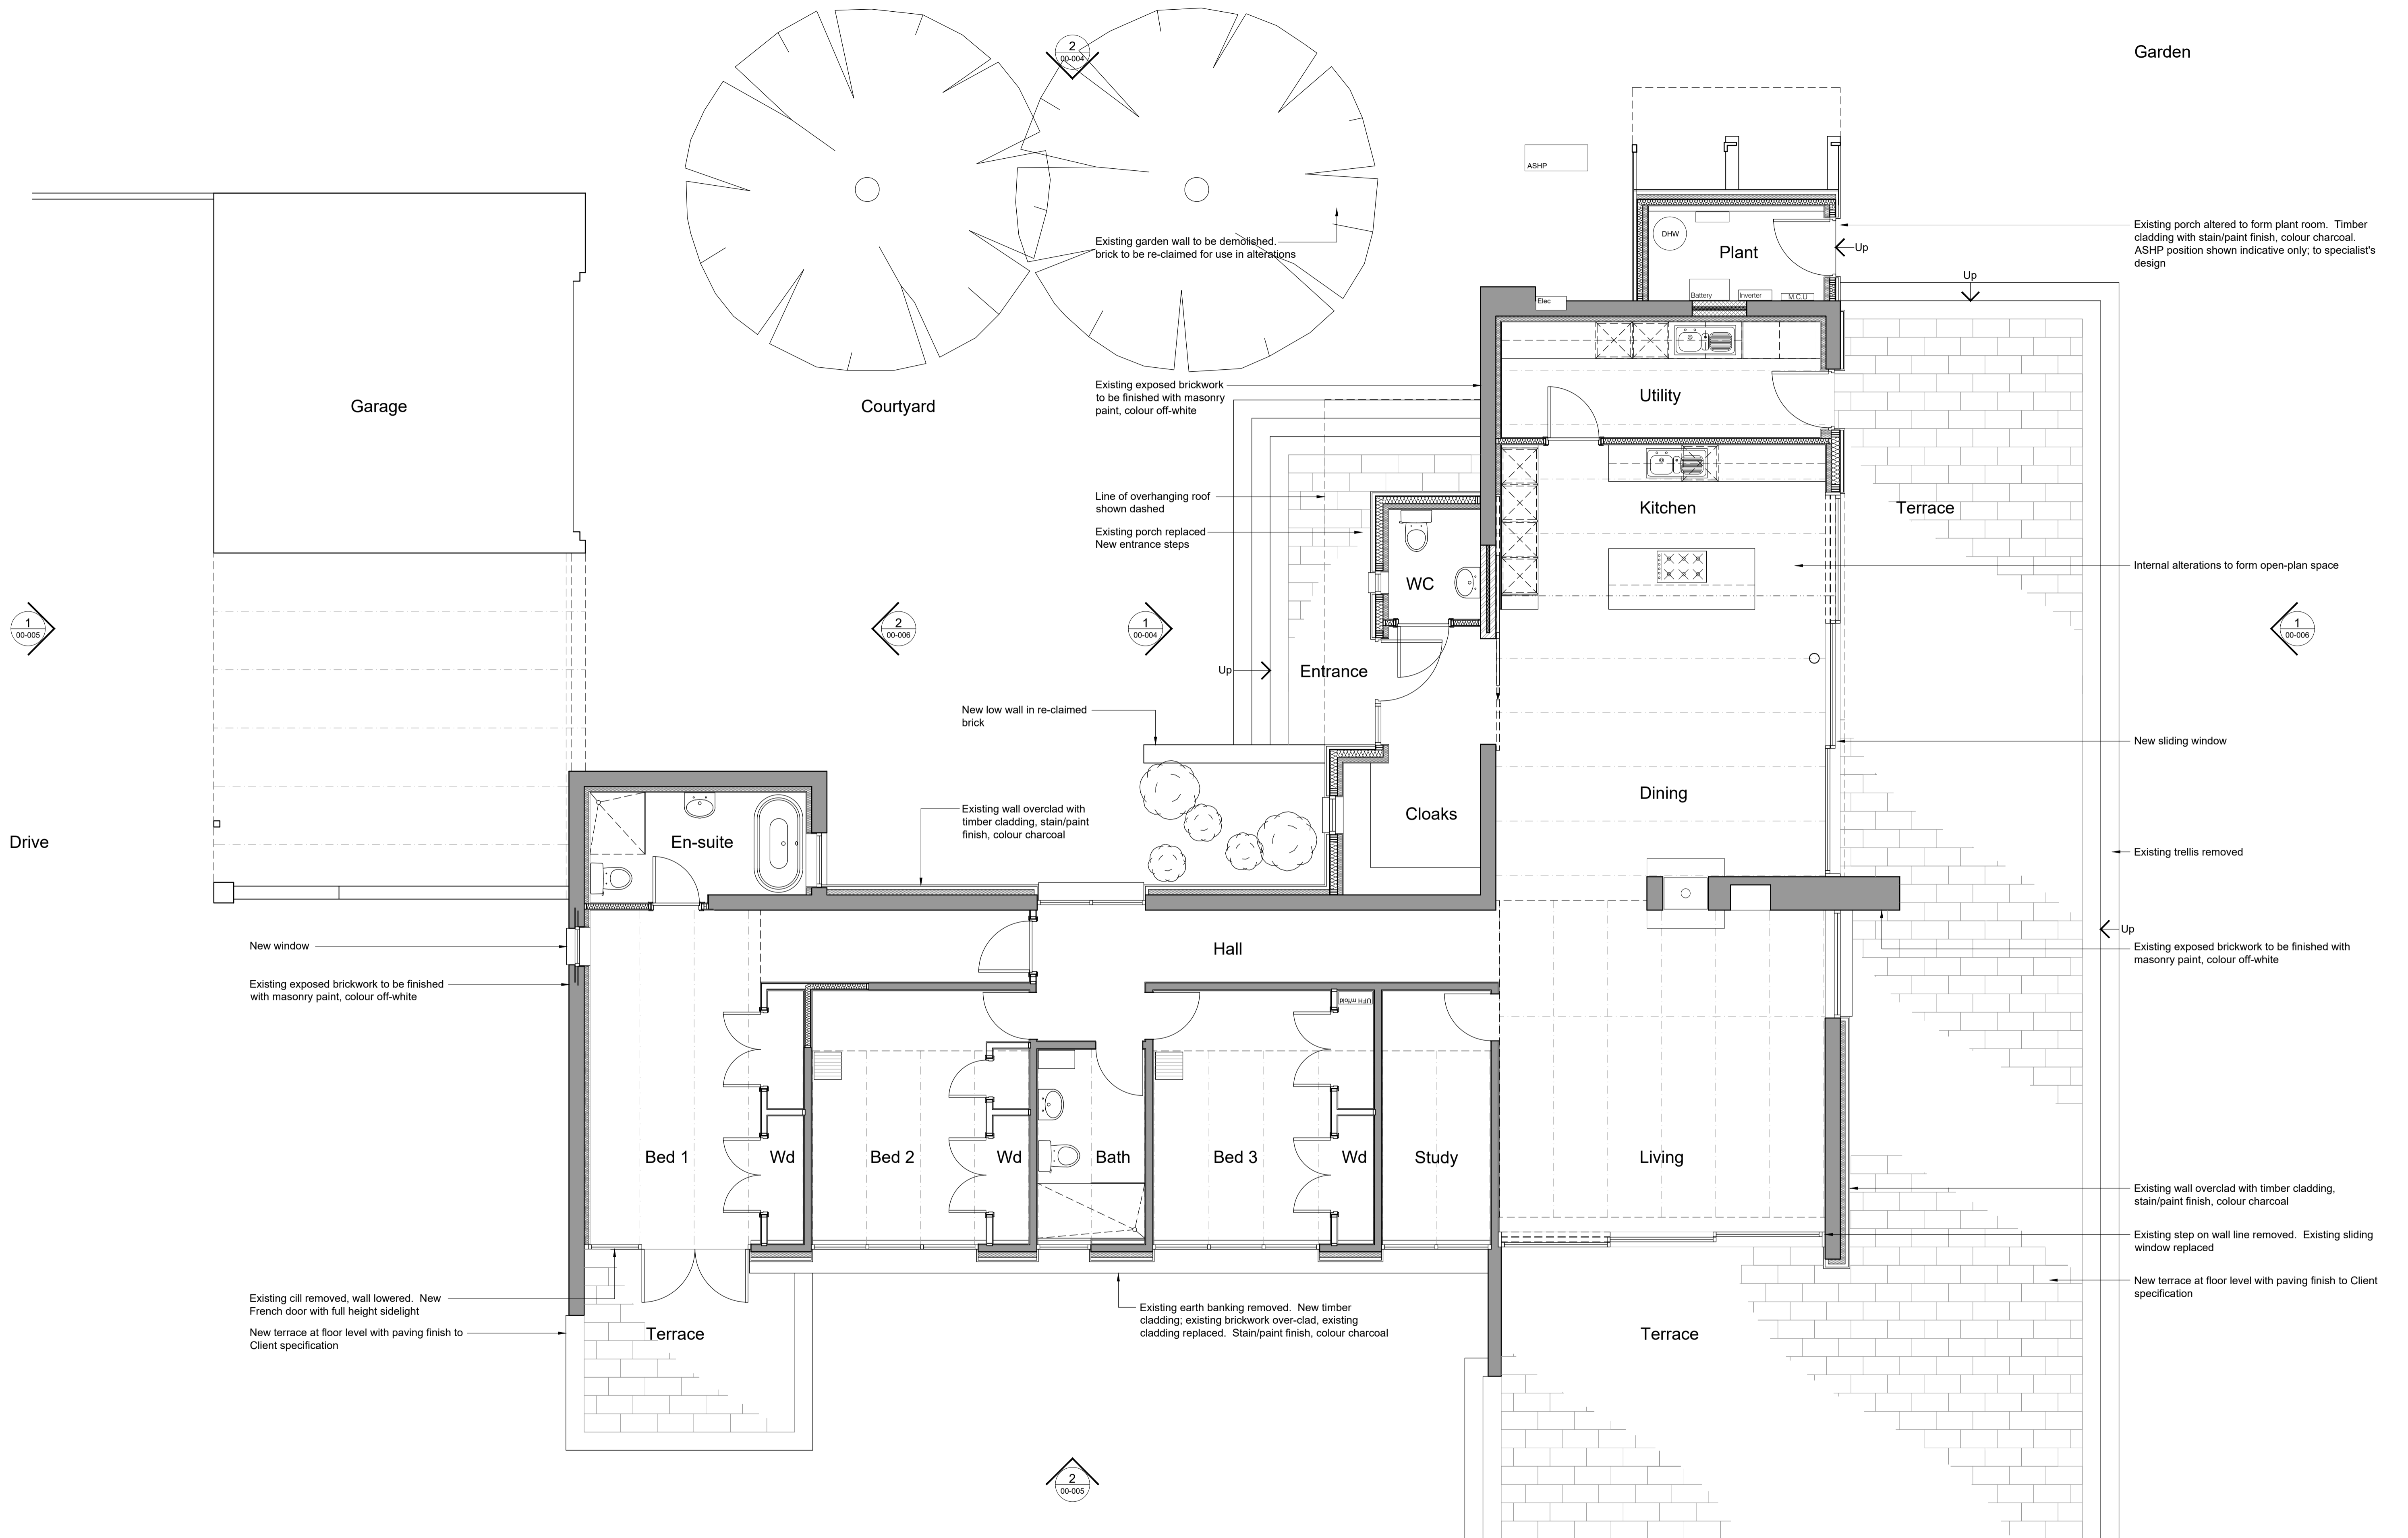 Garden
2
00-004
ASHP
Existing garden wall to be demolished.
brick to be re-claimed for use in alterations
DHW
Plant
Up
Existing porch altered to form plant room. Timber
cladding with stain/paint finish, colour charcoal.
ASHP position shown indicative only; to specialist's
design
Up
Battery
Inverter
M.C.U
Elec
Garage
Courtyard
Existing exposed brickwork
to be finished with masonry
paint, colour off-white
Utility
Line of overhanging roof
shown dashed
Existing porch replaced
New entrance steps
Kitchen
Terrace
WC
Internal alterations to form open-plan space
1
00-005
2
00-006
1
00-004
1
00-006
Up
Entrance
New low wall in re-claimed
brick
New sliding window
Dining
Drive
En-suite
Existing wall overclad with
timber cladding, stain/paint
finish, colour charcoal
Cloaks
Existing trellis removed
Up
New window
Hall
Existing exposed brickwork to be finished with
masonry paint, colour off-white
Existing exposed brickwork to be finished
with masonry paint, colour off-white
UFH m'fold
Bed 1
Wd
Bed 2
Wd
Bath
Bed 3
Wd
Study
Living
Existing wall overclad with timber cladding,
stain/paint finish, colour charcoal
Existing step on wall line removed. Existing sliding
window replaced
New terrace at floor level with paving finish to Client
specification
Existing cill removed, wall lowered. New
French door with full height sidelight
New terrace at floor level with paving finish to
Client specification
Terrace
Existing earth banking removed. New timber
cladding; existing brickwork over-clad, existing
cladding replaced. Stain/paint finish, colour charcoal
Terrace
2
00-005